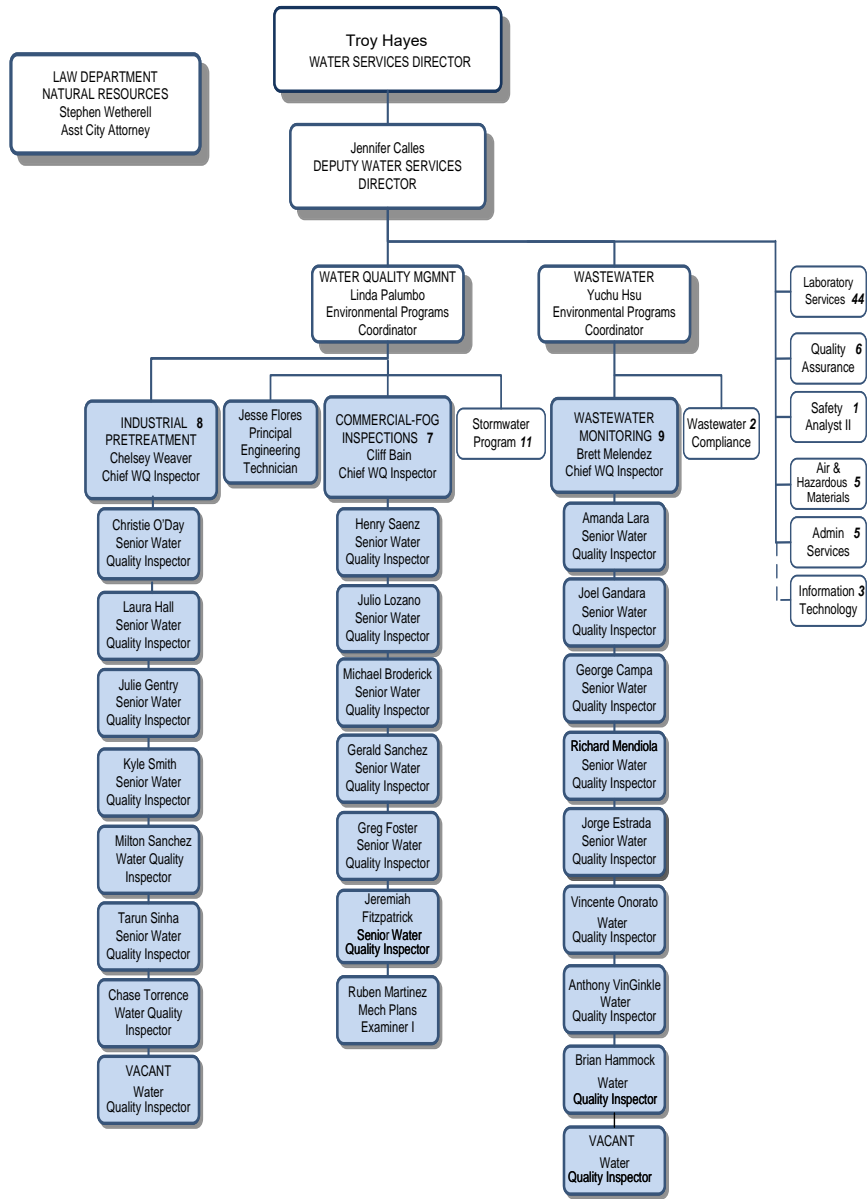 Troy Hayes
WATER SERVICES DIRECTOR
LAW DEPARTMENT
NATURAL RESOURCES
Stephen Wetherell
Asst City Attorney
Jennifer Calles
DEPUTY WATER SERVICES
DIRECTOR
WATER QUALITY MGMNT
Linda Palumbo
Environmental Programs
Coordinator
WASTEWATER
Yuchu Hsu
Environmental Programs
Coordinator
Laboratory
Services 44
Quality 6
Assurance
Safety 1
Analyst II
Air &
Hazardous 5
Materials
Admin 5
Services
Information 3
Technology
INDUSTRIAL 8
PRETREATMENT
Chelsey Weaver
Chief WQ Inspector
Jesse Flores
Principal
Engineering
Technician
COMMERCIAL-FOG
INSPECTIONS 7
Cliff Bain
Chief WQ Inspector
Stormwater
Program 11
WASTEWATER
MONITORING 9
Brett Melendez
Chief WQ Inspector
Wastewater 2
Compliance
Christie O'Day
Senior Water
Quality Inspector
Laura Hall
Senior Water
Quality Inspector
Julie Gentry
Senior Water
Quality Inspector
Kyle Smith
Senior Water
Quality Inspector
Milton Sanchez
Water Quality
Inspector
Tarun Sinha
Senior Water
Quality Inspector
Chase Torrence
Water Quality
Inspector
VACANT
Water
Quality Inspector
Henry Saenz
Senior Water
Quality Inspector
Julio Lozano
Senior Water
Quality Inspector
Michael Broderick
Senior Water
Quality Inspector
Gerald Sanchez
Senior Water
Quality Inspector
Greg Foster
Senior Water
Quality Inspector
Jeremiah
Fitzpatrick
Senior Water
Quality Inspector
Ruben Martinez
Mech Plans
Examiner I
Amanda Lara
Senior Water
Quality Inspector
Joel Gandara
Senior Water
Quality Inspector
George Campa
Senior Water
Quality Inspector
Richard Mendiola
Senior Water
Quality Inspector
Jorge Estrada
Senior Water
Quality Inspector
Vincente Onorato
Water
Quality Inspector
Anthony VinGinkle
Water
Quality Inspector
Brian Hammock
Water
Quality Inspector
VACANT
Water
Quality Inspector